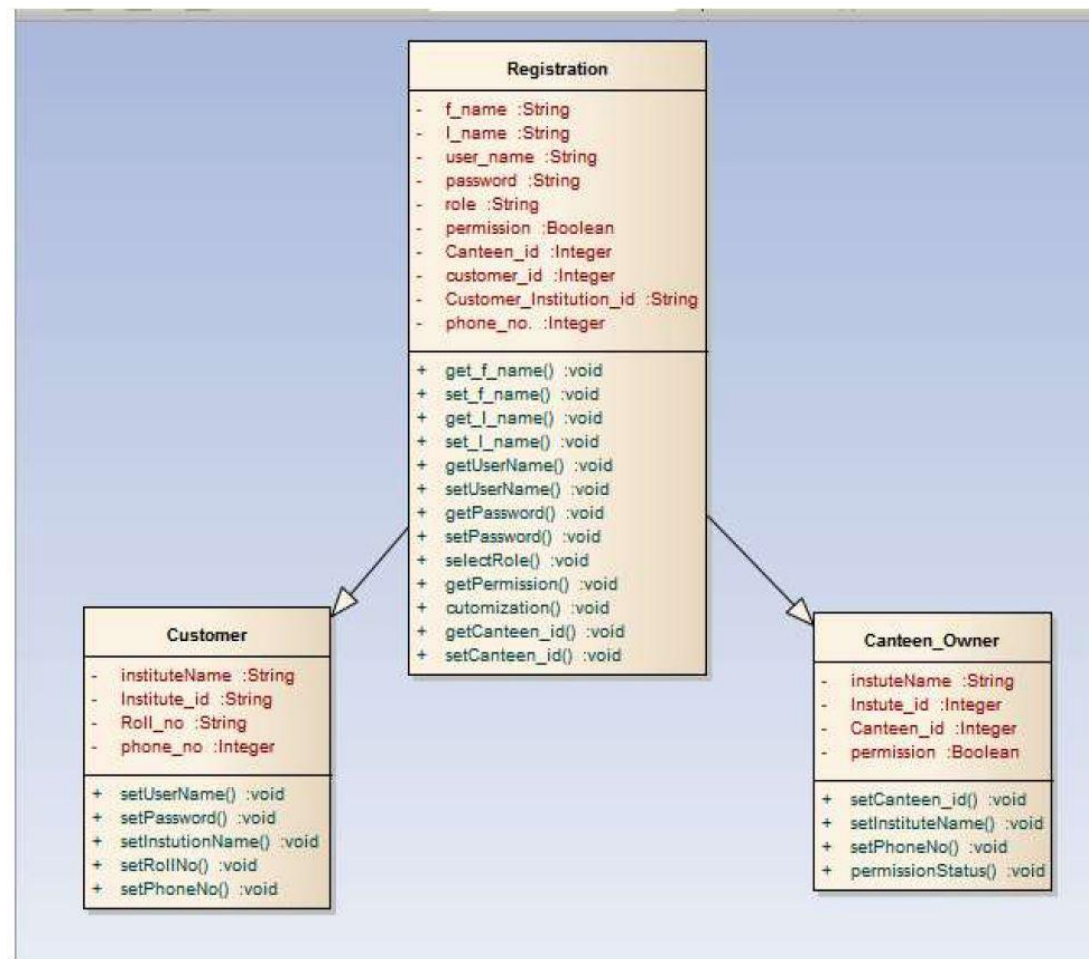 Registration
- f_name :String
- l_name :String
- user_name :String
- password :String
- role :String
- permission :Boolean
- Canteen_id :Integer
- customer_id :Integer
- Customer_Institution_id :String
- phone_no. :Integer
+ get_f_name() :void
+ set_f_name() :void
+ get_l_name() :void
+ set_l_name() :void
+ getUserName() :void
+ setUserName() :void
+ getPassword() :void
+ setPassword() :void
+ selectRole() :void
+ getPermission() :void
+ cutomization() :void
+ getCanteen_id() :void
+ setCanteen_id() :void
Customer
- instituteName :String
- Institute_id :String
- Roll_no :String
- phone_no :Integer
+ setUserName() :void
+ setPassword() :void
+ setInstutionName() :void
+ setRollNo() :void
+ setPhoneNo() :void
Canteen_Owner
- instuteName :String
- Instute_id :Integer
- Canteen_id :Integer
- permission :Boolean
+ setCanteen_id() :void
+ setInstituteName() :void
+ setPhoneNo() :void
+ permissionStatus() :void